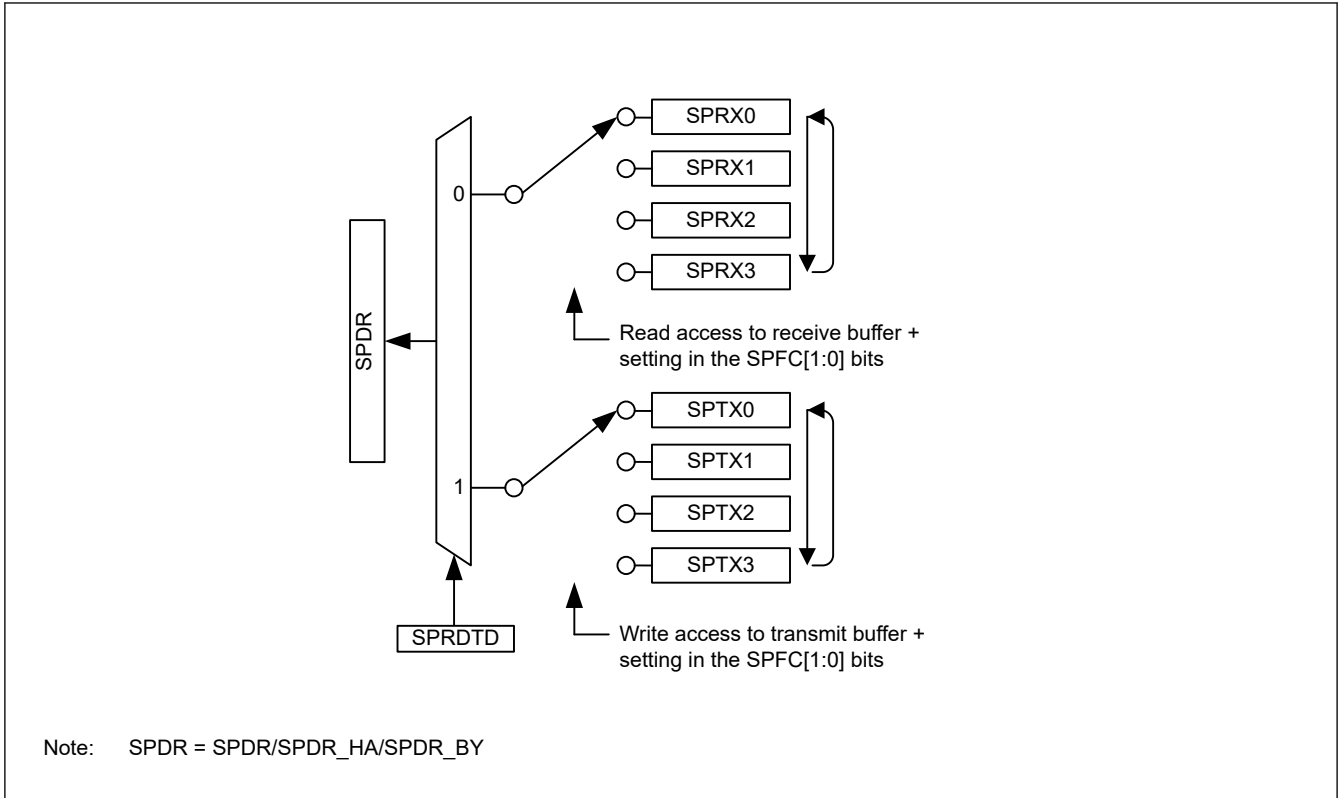 SPRX0
SPRX1
0
SPRX2
SPRX3
SPDR
Read access to receive buffer +
setting in the SPFC[1:0] bits
SPTX0
SPTX1
1
SPTX2
SPTX3
SPRDTD
Write access to transmit buffer +
setting in the SPFC[1:0] bits
Note: SPDR = SPDR/SPDR_HA/SPDR_BY